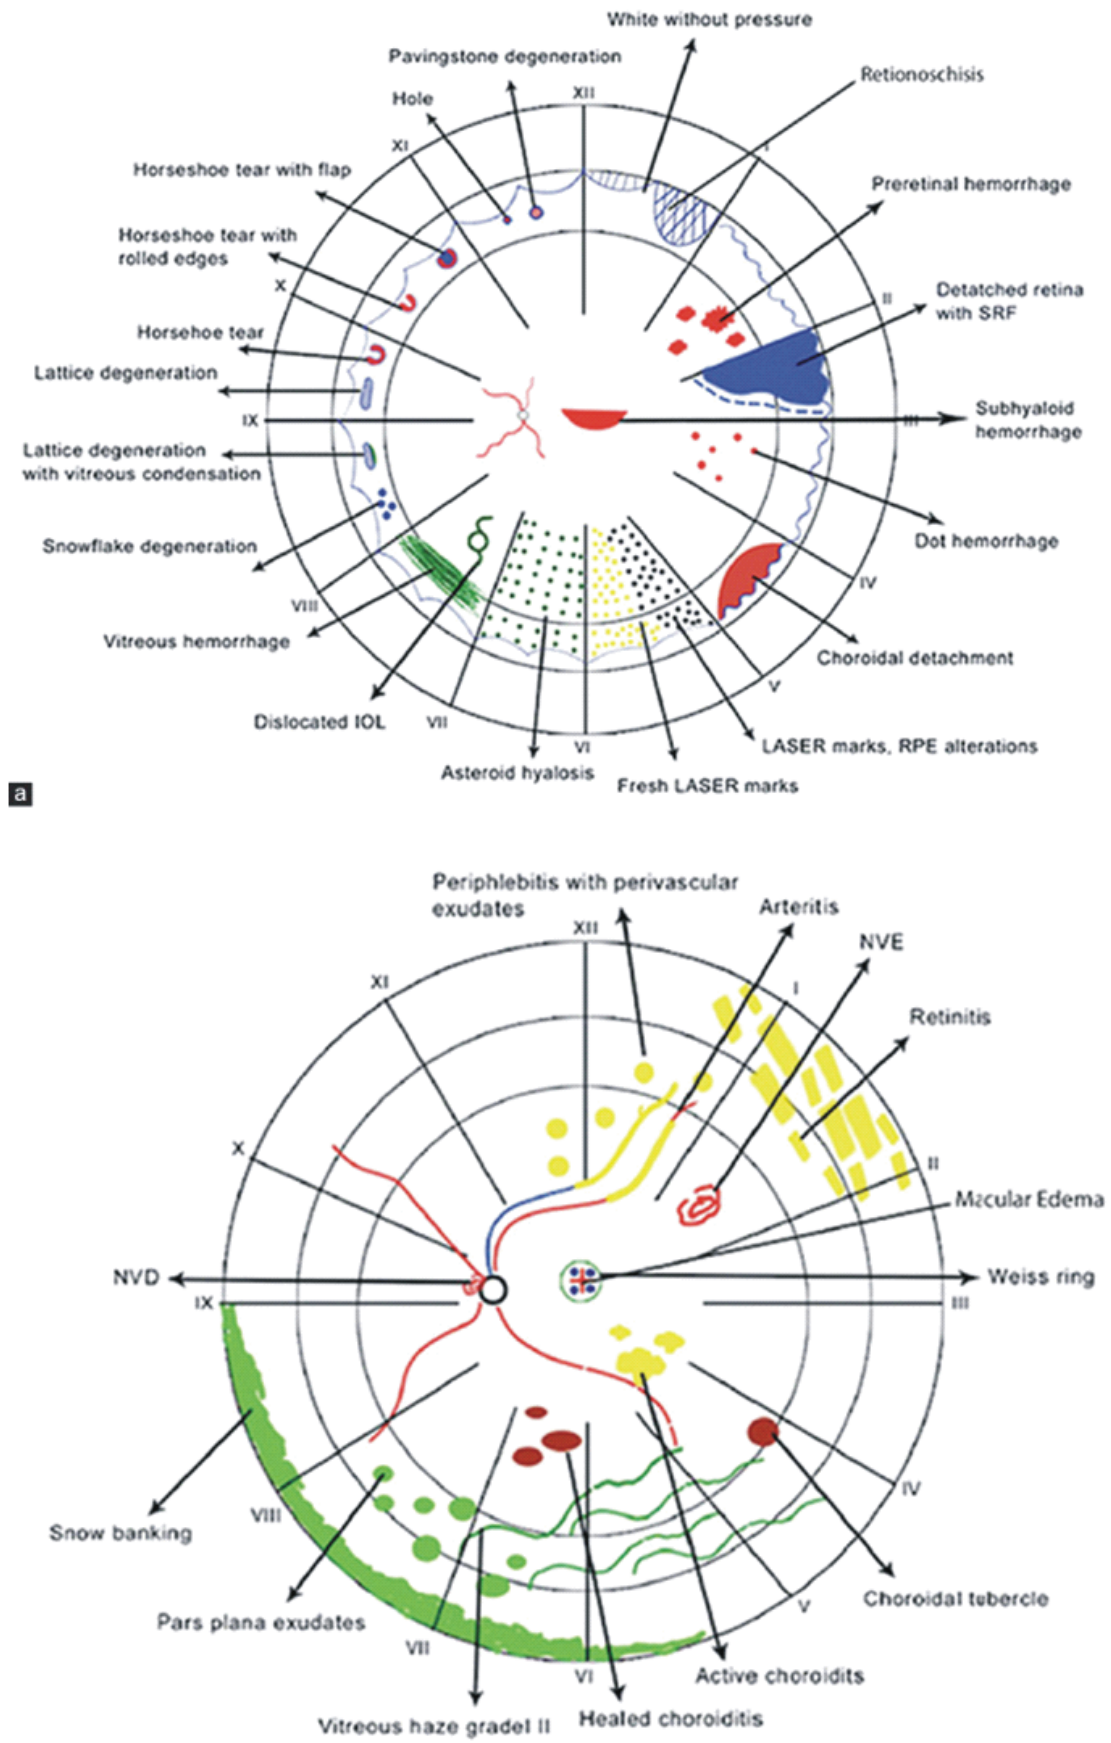 White without pressure
Pavingstone degeneration
Retionoschisis
XII
Hole
XI
I
Horseshoe tear with flap
Preretinal hemorrhage
Horseshoe tear with
rolled edges
X
II
Detatched retina
with SRF
Horsehoe tear
Lattice degeneration
IX
III
Subhyaloid
hemorrhage
Lattice degeneration
with vitreous condensation
Snowflake degeneration
Dot hemorrhage
IV
VIII
Vitreous hemorrhage
Choroidal detachment
V
Dislocated IOL
VII
VI
LASER marks, RPE alterations
Asteroid hyalosis
Fresh LASER marks
a
Periphlebitis with perivascular
exudates
Arteritis
XII
NVE
XI
I
Retinitis
X
II
Macular Edema
NVD
Weiss ring
IX
III
IV
VIII
Snow banking
Choroidal tubercle
V
Pars plana exudates
VII
VI
Active choroidits
Vitreous haze gradeI II
Healed choroiditis